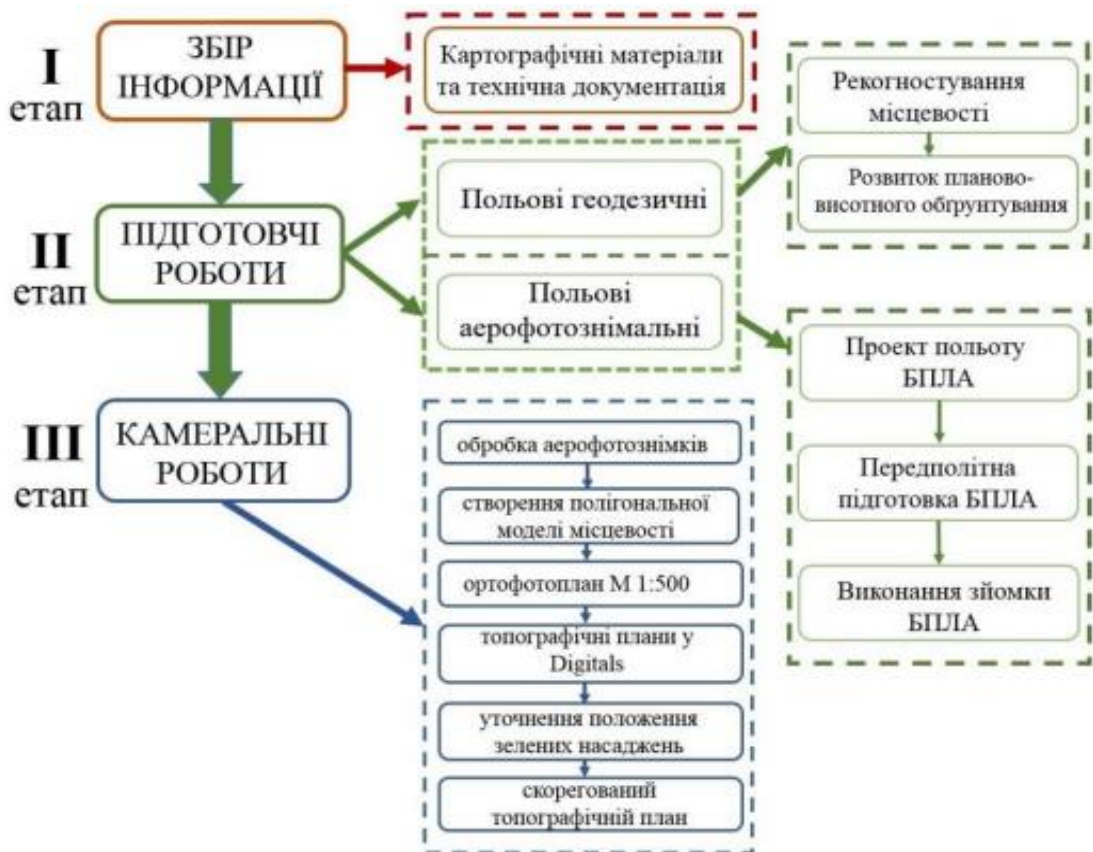 I
етап
ЗБІР
ІНФОРМАЦІЇ
Картографічні матеріали
та технічна документація
Рекогностування
місцевості
Розвиток планово-
висотного обґрунтування
II
етап
ПІДГОТОВЧІ
РОБОТИ
Польові геодезичні
Польові
аерофотознімальні
Проект польоту
БПЛА
Передполітна
підготовка БПЛА
Виконання зйомки
БПЛА
III
етап
КАМЕРАЛЬНІ
РОБОТИ
обробка аерофотознімків
створення полігональної
моделі місцевості
ортофотоплан М 1:500
топографічні плани у
Digitals
уточнення положення
зелених насаджень
скорегований
топографічній план